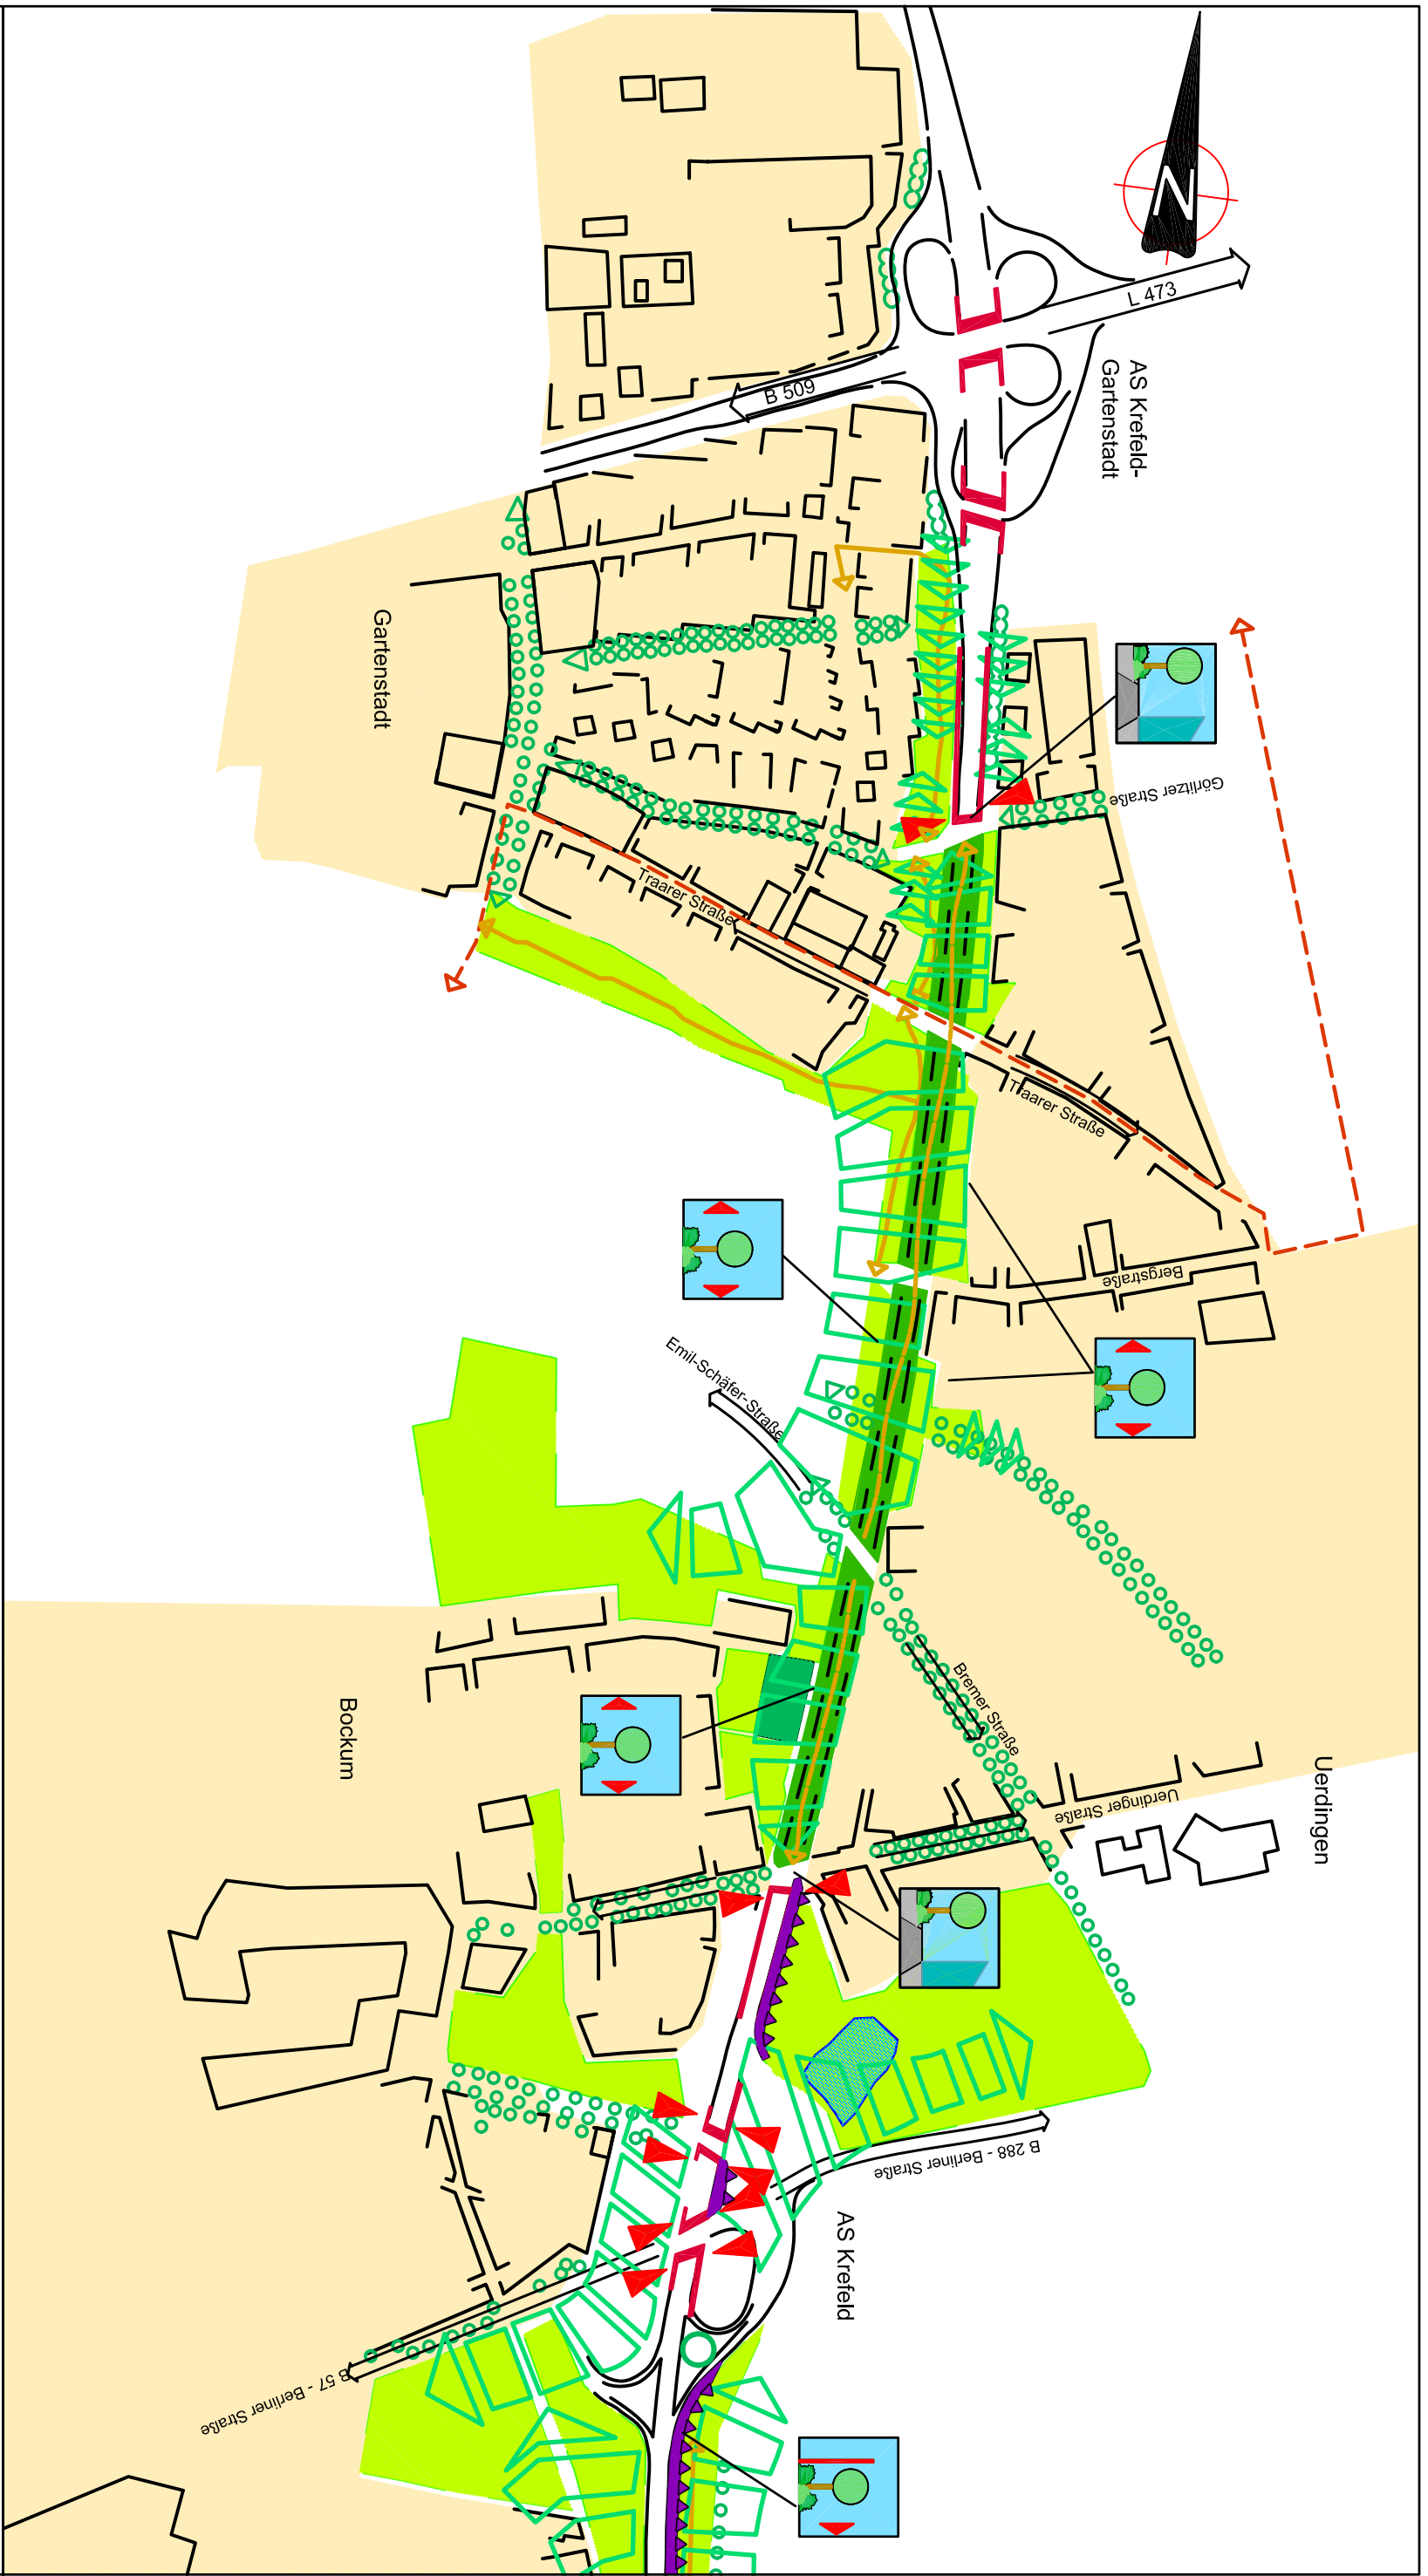 N
L 473
AS Krefeld-
Gartenstadt
B 509
Gartenstadt
Görlitzer Straße
Traarer Straße
Traarer Straße
Bergstraße
Emil-Schäfer-Straße
Bremer Straße
Uerdinger Straße
Uerdingen
Bockum
B 288 - Berliner Straße
AS Krefeld
B 57 - Berliner Straße